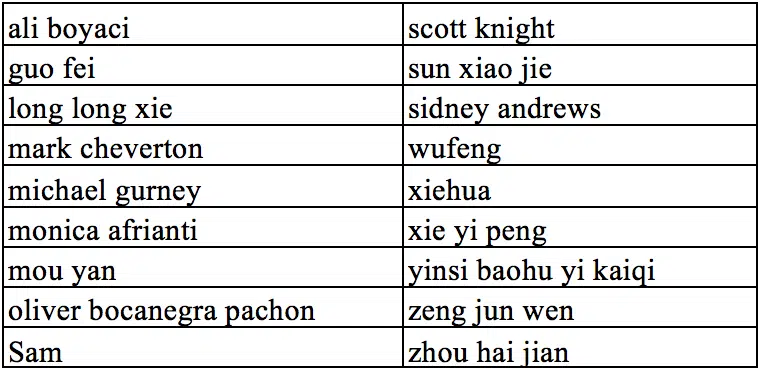 ali boyaci scott knight
guo fei sun xiao jie
long long xie sidney andrews
mark cheverton wufeng
michael gurney xiehua
monica afrianti xie yi peng
mou yan yinsi baohu yi kaiqi
oliver bocanegra pachon zeng jun wen
Sam zhou hai jian